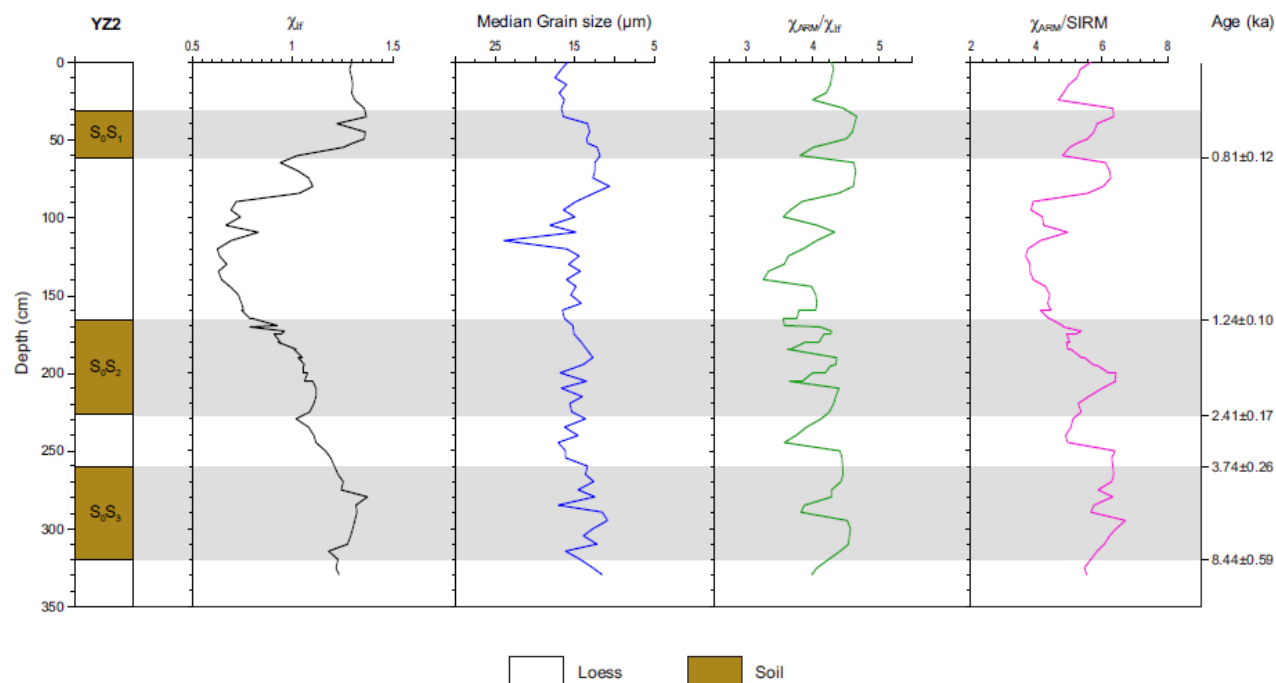 YZ2 χlf Median Grain size (µm) χARM/χlf χARM/SIRM Age (ka)
0.5 1 1.5 25 15 5 3 4 5 2 4 6 8
0
S0S1
50
0.81±0.12
100
Depth (cm)
150
1.24±0.10
S0S2
200
2.41±0.17
250
3.74±0.26
S0S3
300
8.44±0.59
350
Loess Soil